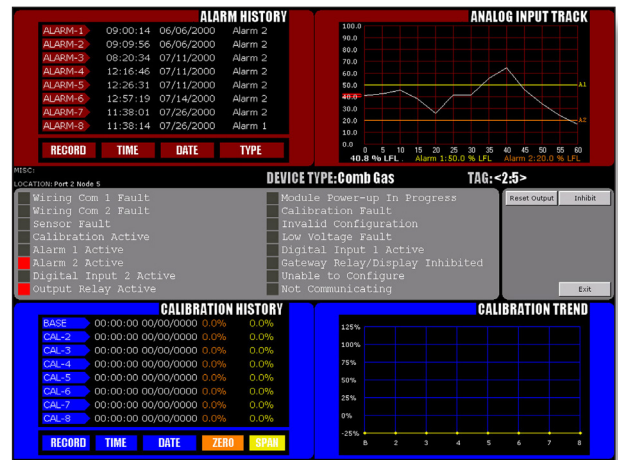 ALARM HISTORY
ALARM-1 09:00:14 06/06/2000 Alarm 2
ALARM-2 09:09:56 06/06/2000 Alarm 2
ALARM-3 08:20:34 07/11/2000 Alarm 2
ALARM-4 12:16:46 07/11/2000 Alarm 2
ALARM-5 12:26:31 07/11/2000 Alarm 2
ALARM-6 12:57:19 07/14/2000 Alarm 2
ALARM-7 11:38:01 07/26/2000 Alarm 2
ALARM-8 11:38:14 07/26/2000 Alarm 1
RECORD TIME DATE TYPE
ANALOG INPUT TRACK
100.0
90.0
80.0
70.0
60.0
50.0 A1
40.0
30.0
20.0 A2
10.0
0.0
0 5 10 15 20 25 30 35 40 45 50 55 60
40.8 % LFL Alarm 1:50.0 % LFL Alarm 2:20.0 % LFL
MISC:
LOCATION: Port 2 Node 5
DEVICE TYPE:Comb Gas
TAG:<2:5>
Wiring Com 1 Fault
Wiring Com 2 Fault
Sensor Fault
Calibration Active
Alarm 1 Active
Alarm 2 Active
Digital Input 2 Active
Output Relay Active
Module Power-up In Progress
Calibration Fault
Invalid Configuration
Low Voltage Fault
Digital Input 1 Active
Gateway Relay/Display Inhibited
Unable to Configure
Not Communicating
Reset Output Inhibit
Exit
CALIBRATION HISTORY
BASE 00:00:00 00/00/0000 0.0% 0.0%
CAL-2 00:00:00 00/00/0000 0.0% 0.0%
CAL-3 00:00:00 00/00/0000 0.0% 0.0%
CAL-4 00:00:00 00/00/0000 0.0% 0.0%
CAL-5 00:00:00 00/00/0000 0.0% 0.0%
CAL-6 00:00:00 00/00/0000 0.0% 0.0%
CAL-7 00:00:00 00/00/0000 0.0% 0.0%
CAL-8 00:00:00 00/00/0000 0.0% 0.0%
RECORD TIME DATE ZERO SPAN
CALIBRATION TREND
125%
100%
75%
50%
25%
0%
-25%
B 2 3 4 5 6 7 8